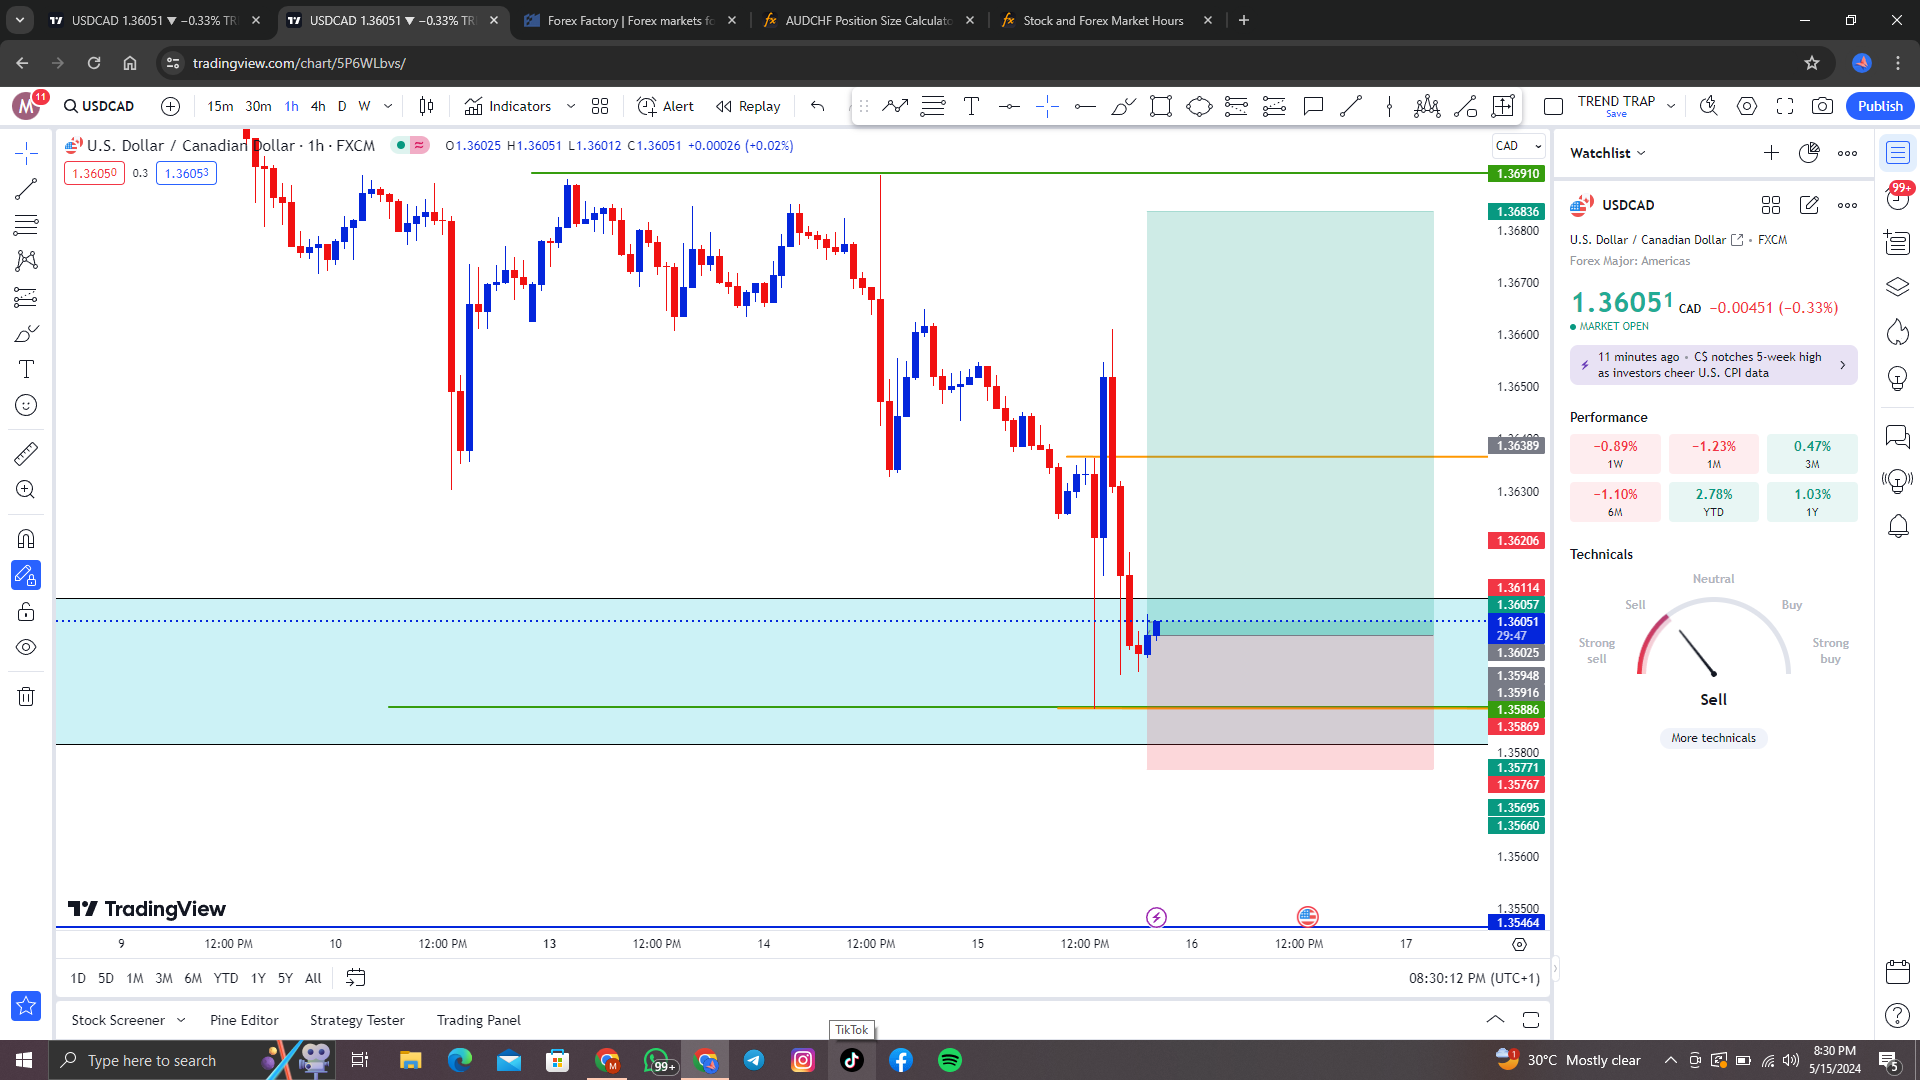 USDCAD 1.36051 ▼ −0.33% TR
USDCAD 1.36051 ▼ −0.33% TR
Forex Factory | Forex markets fo
AUDCHF Position Size Calculato
Stock and Forex Market Hours
tradingview.com/chart/5P6WLbvs/
M
11
USDCAD
15m 30m 1h 4h D W
Indicators
Alert
Replay
TREND TRAP
Save
Publish
U.S. Dollar / Canadian Dollar · 1h · FXCM
O1.36025 H1.36051 L1.36012 C1.36051 +0.00026 (+0.02%)
1.36050 0.3 1.36053
CAD
1.36910
1.36836
1.36800
1.36700
1.36600
1.36500
1.36389
1.36300
1.36206
1.36114
1.36057
1.36051
29:47
1.36025
1.35948
1.35916
1.35886
1.35869
1.35800
1.35771
1.35767
1.35695
1.35660
1.35600
1.35500
1.35464
TradingView
9 12:00 PM 10 12:00 PM 13 12:00 PM 14 12:00 PM 15 12:00 PM 16 12:00 PM 17
1D 5D 1M 3M 6M YTD 1Y 5Y All
08:30:12 PM (UTC+1)
Stock Screener Pine Editor Strategy Tester Trading Panel
Watchlist
USDCAD
U.S. Dollar / Canadian Dollar • FXCM
Forex Major: Americas
1.36051 CAD −0.00451 (−0.33%)
MARKET OPEN
11 minutes ago • C$ notches 5-week high
as investors cheer U.S. CPI data
Performance
−0.89% −1.23% 0.47%
1W 1M 3M
−1.10% 2.78% 1.03%
6M YTD 1Y
Technicals
Neutral
Sell Buy
Strong sell
Strong buy
Sell
More technicals
99+
TikTok
Type here to search
M
99+
1
30°C Mostly clear
8:30 PM
5/15/2024
5